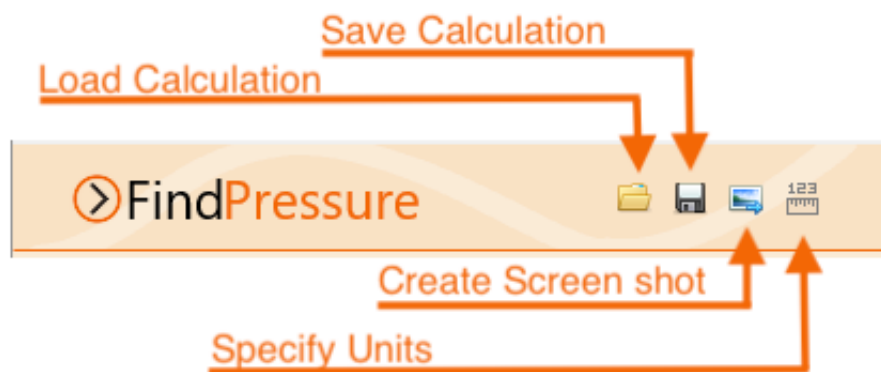 Save Calculation
Load Calculation
FindPressure
123
Create Screen shot
Specify Units